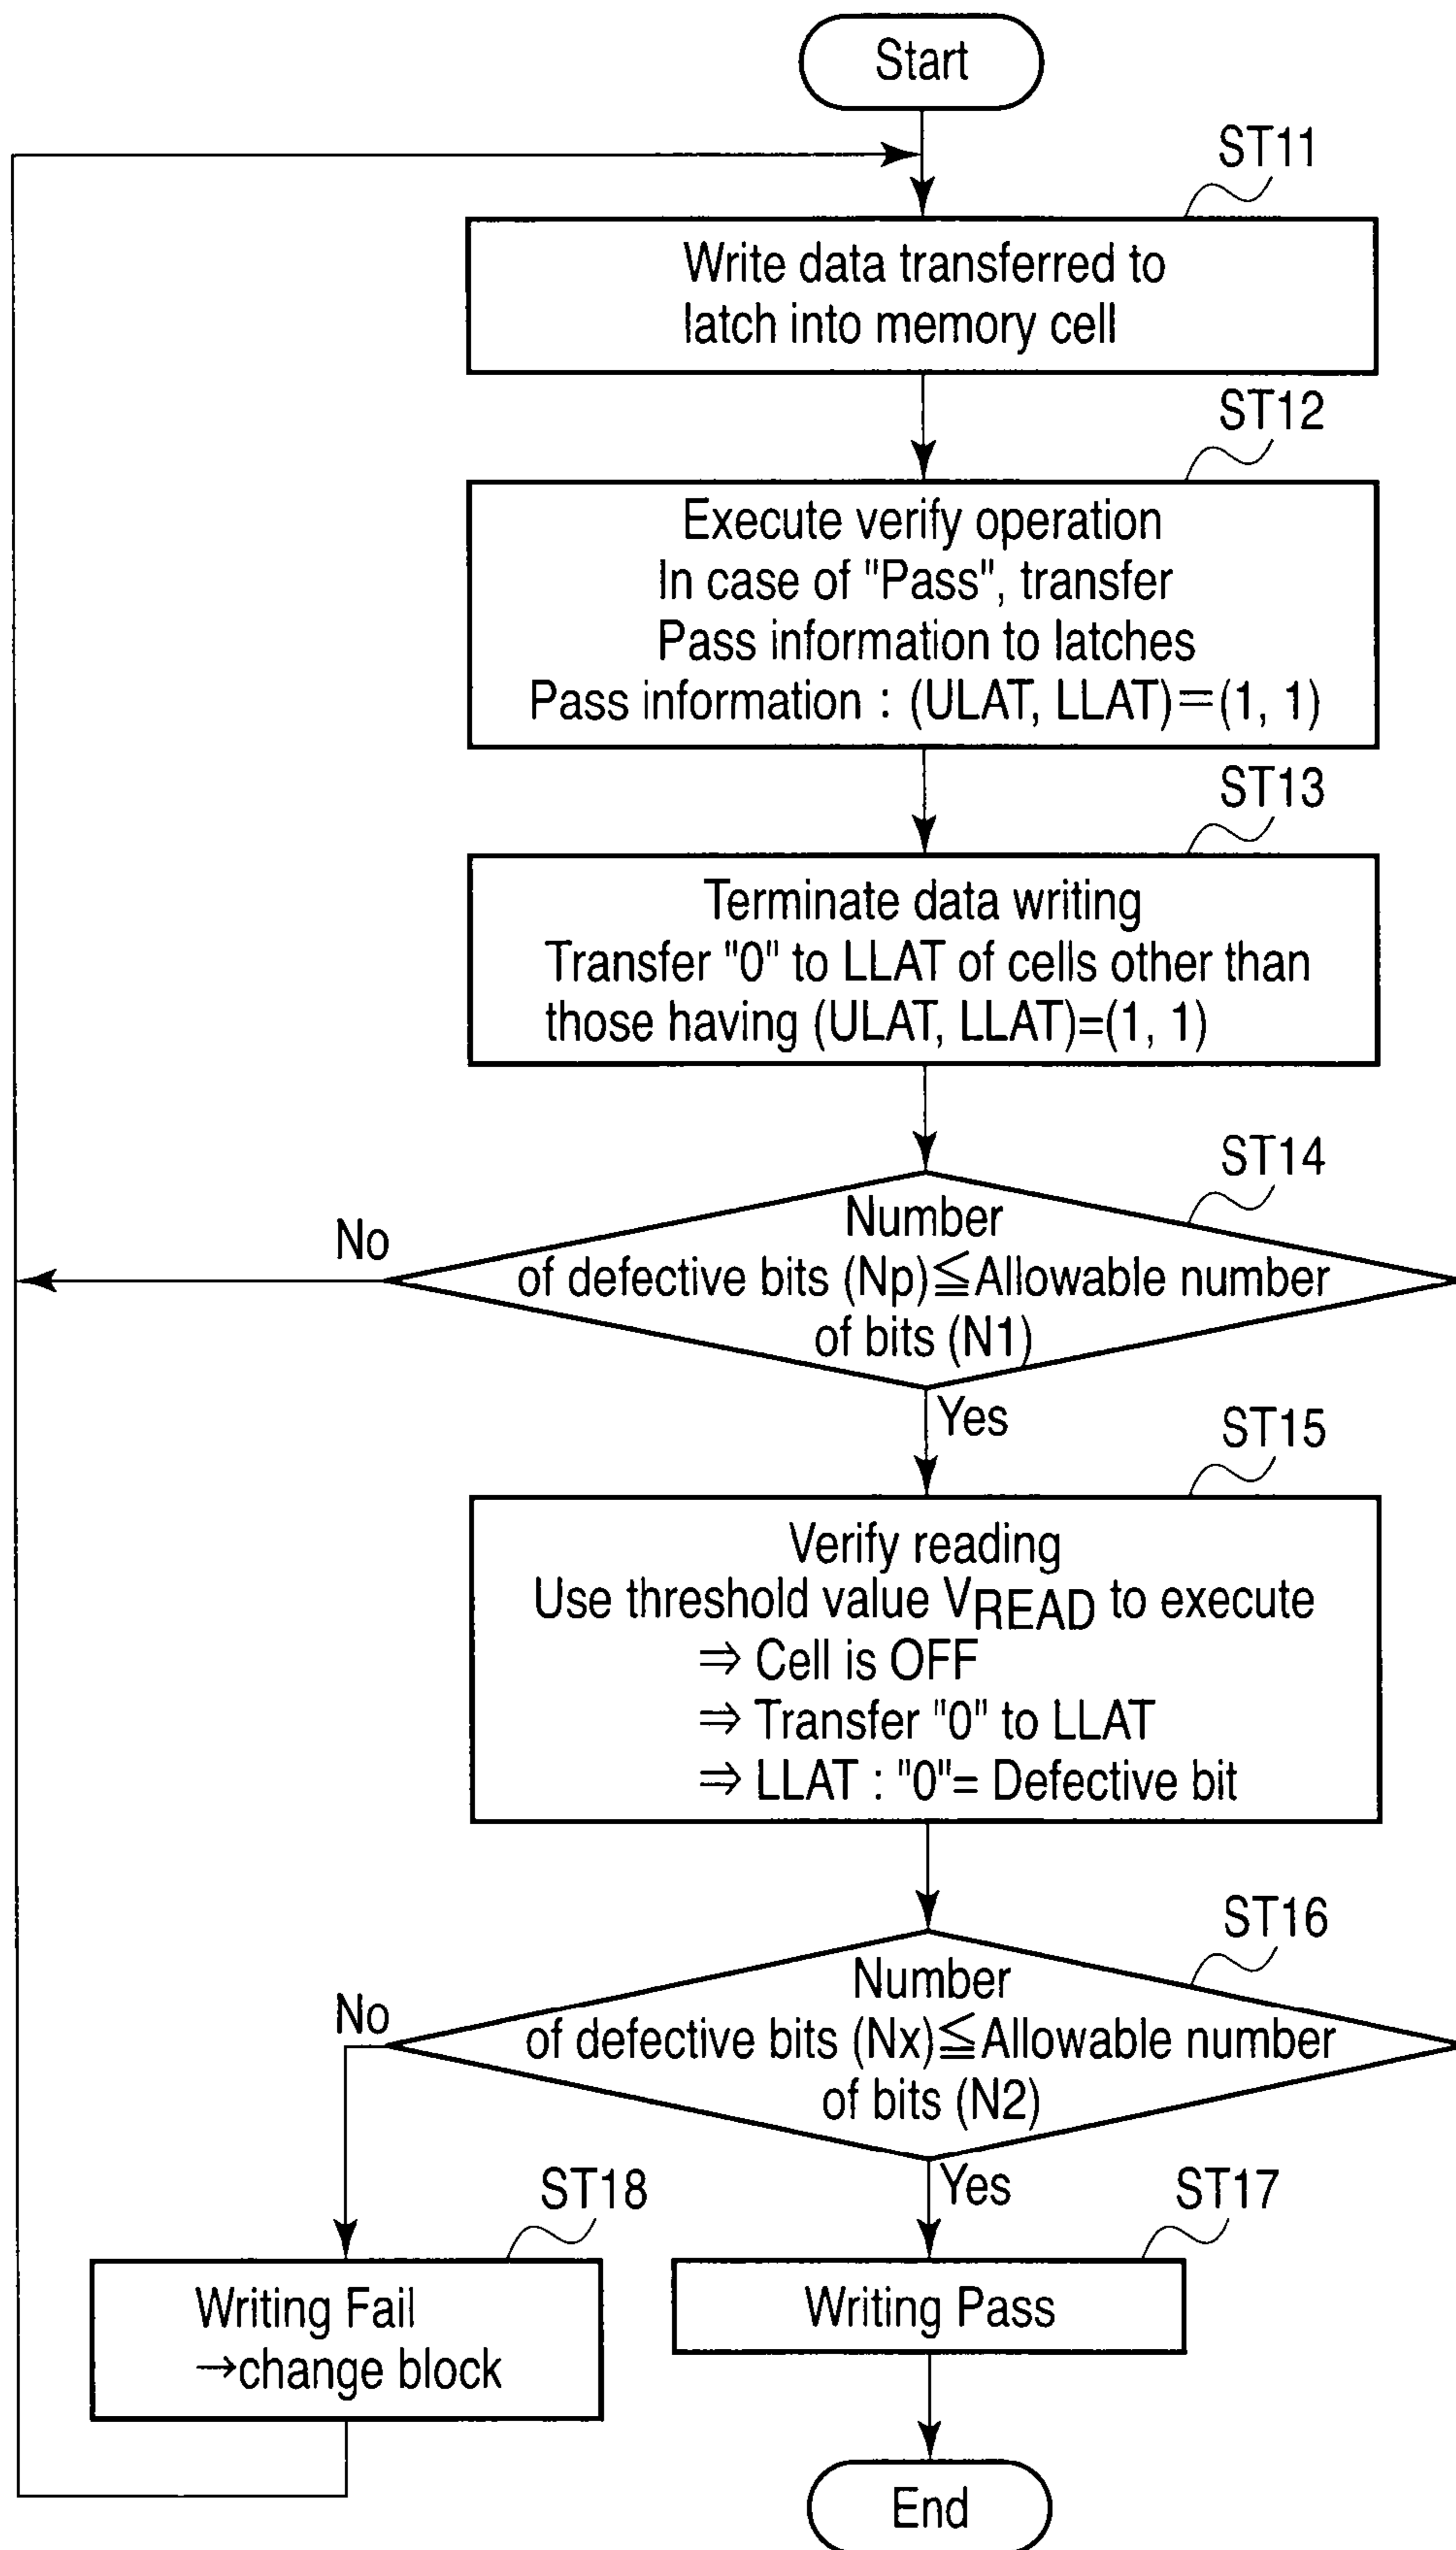 Start
ST11
Write data transferred to
latch into memory cell
ST12
Execute verify operation
In case of "Pass", transfer
Pass information to latches
Pass information : (ULAT, LLAT)=(1, 1)
ST13
Terminate data writing
Transfer "0" to LLAT of cells other than
those having (ULAT, LLAT)=(1, 1)
ST14
Number
of defective bits (Np)≦Allowable number
of bits (N1)
No
Yes
ST15
Verify reading
Use threshold value VREAD to execute
⇒ Cell is OFF
⇒ Transfer "0" to LLAT
⇒ LLAT : "0"= Defective bit
ST16
Number
of defective bits (Nx)≦Allowable number
of bits (N2)
No
Yes
ST18
ST17
Writing Fail
→change block
Writing Pass
End